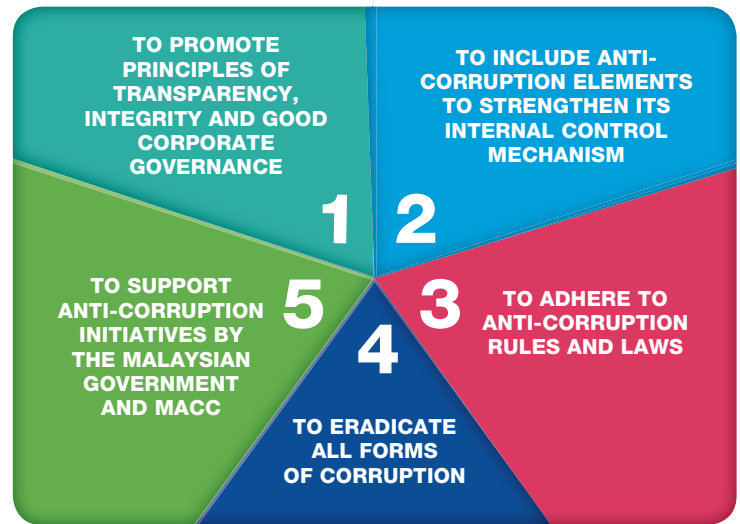 TO PROMOTE
PRINCIPLES OF
TRANSPARENCY,
INTEGRITY AND GOOD
CORPORATE
GOVERNANCE
1
TO INCLUDE ANTI-
CORRUPTION ELEMENTS
TO STRENGTHEN ITS
INTERNAL CONTROL
MECHANISM
2
3
TO ADHERE TO
ANTI-CORRUPTION
RULES AND LAWS
4
TO ERADICATE
ALL FORMS
OF CORRUPTION
5
TO SUPPORT
ANTI-CORRUPTION
INITIATIVES BY
THE MALAYSIAN
GOVERNMENT
AND MACC